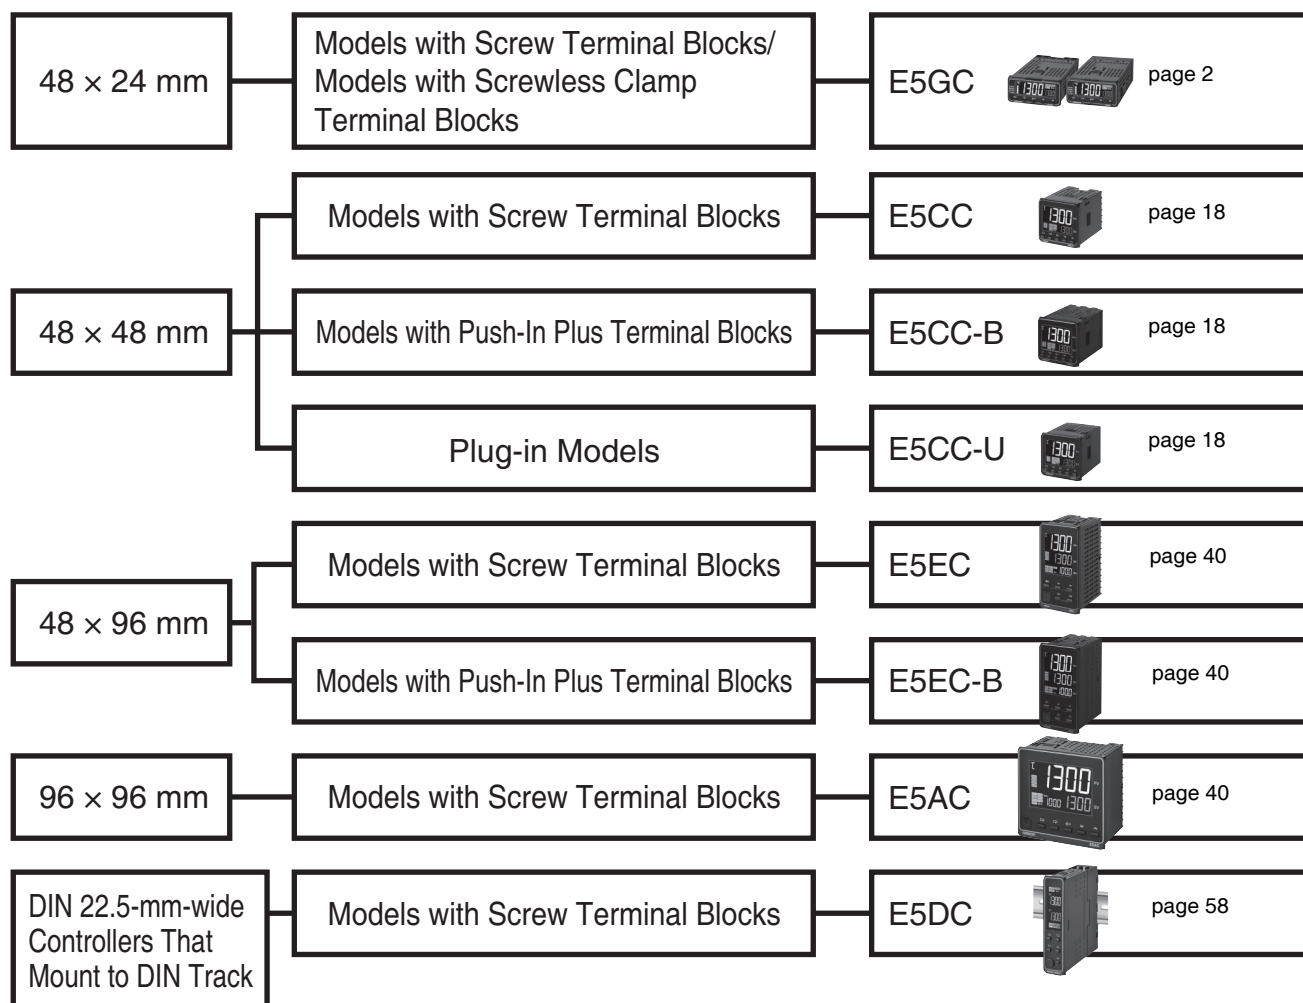 48 × 24 mm
Models with Screw Terminal Blocks/
Models with Screwless Clamp
Terminal Blocks
E5GC
page 2
48 × 48 mm
Models with Screw Terminal Blocks
E5CC
page 18
Models with Push-In Plus Terminal Blocks
E5CC-B
page 18
Plug-in Models
E5CC-U
page 18
48 × 96 mm
Models with Screw Terminal Blocks
E5EC
page 40
Models with Push-In Plus Terminal Blocks
E5EC-B
page 40
96 × 96 mm
Models with Screw Terminal Blocks
E5AC
1300
1000 1300
page 40
DIN 22.5-mm-wide
Controllers That
Mount to DIN Track
Models with Screw Terminal Blocks
E5DC
page 58